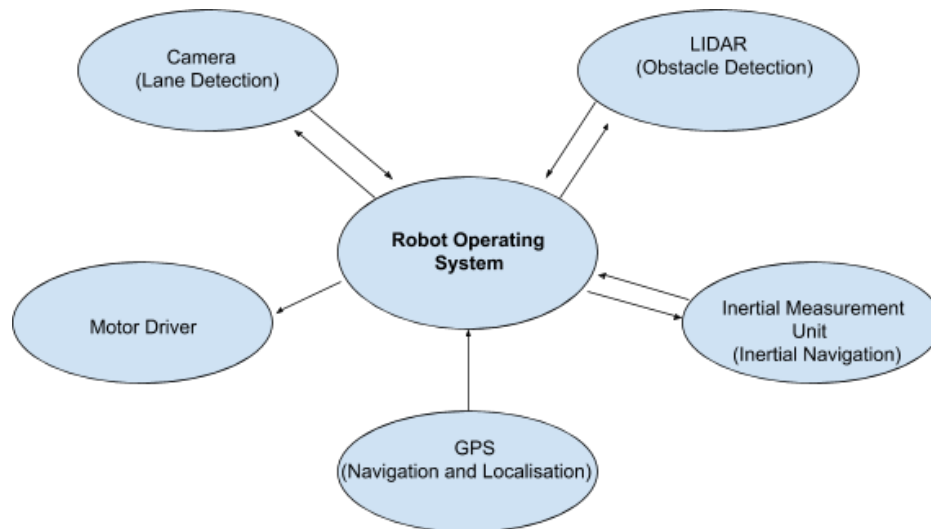 Camera
(Lane Detection)
LIDAR
(Obstacle Detection)
Robot Operating
System
Motor Driver
Inertial Measurement
Unit
(Inertial Navigation)
GPS
(Navigation and Localisation)